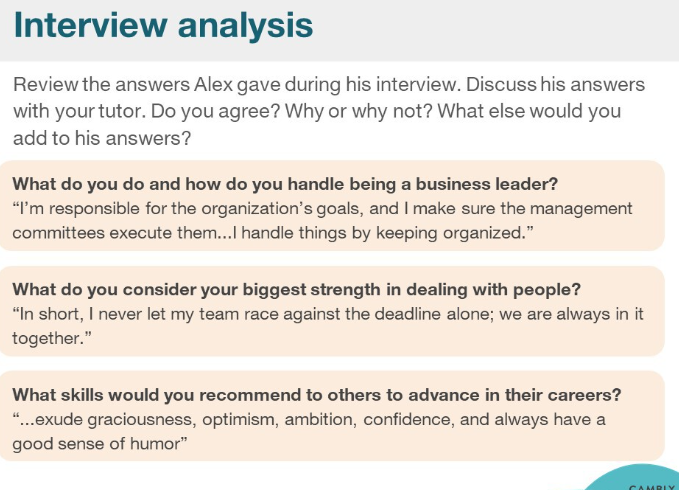 Interview analysis
Review the answers Alex gave during his interview. Discuss his answers
with your tutor. Do you agree? Why or why not? What else would you
add to his answers?
What do you do and how do you handle being a business leader?
“I’m responsible for the organization’s goals, and I make sure the management
committees execute them...I handle things by keeping organized.”
What do you consider your biggest strength in dealing with people?
“In short, I never let my team race against the deadline alone; we are always in it
together.”
What skills would you recommend to others to advance in their careers?
“...exude graciousness, optimism, ambition, confidence, and always have a
good sense of humor”
CAMBLY